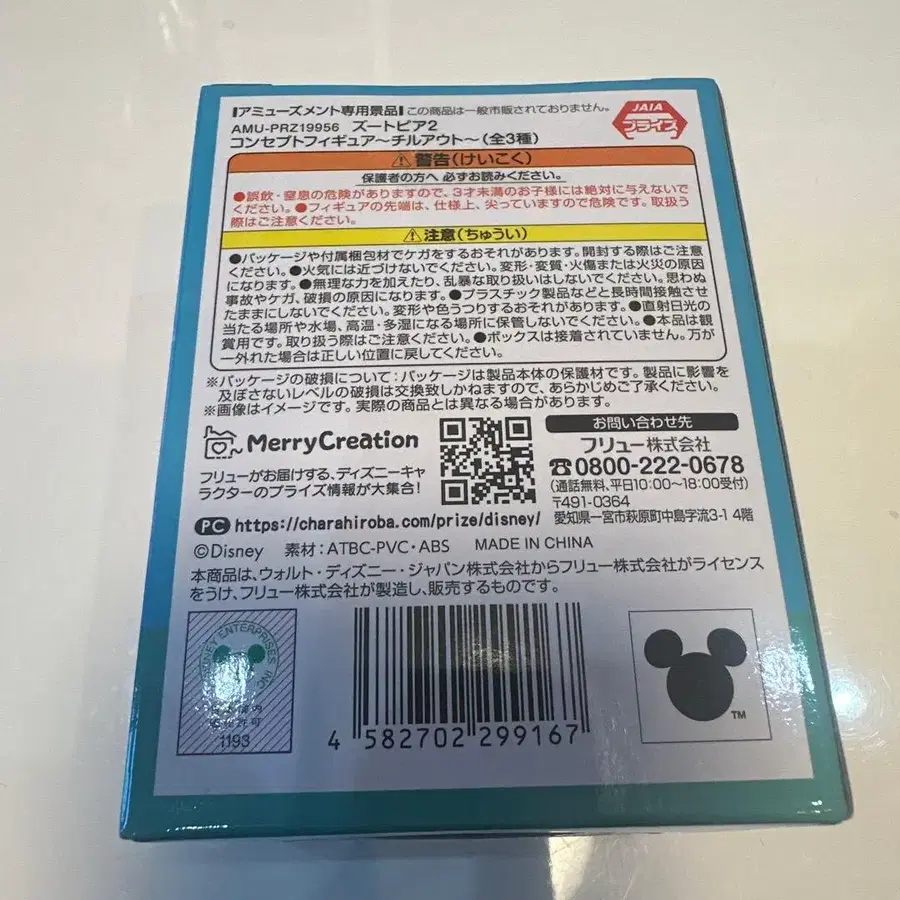 アミューズメント専用景品 この商品は一般市販されておりません。
JAIA
プライズ
AMU-PRZ19956 ズートピア2
コンセプトフィギュア〜チルアウト〜(全3種)
警告(けいこく)
保護者の方へ 必ずお読みください。
●誤飲・窒息の危険がありますので、3才未満のお子様には絶対に与えないで
ください。●フィギュアの先端は、仕様上、尖っていますので危険です。取扱う
際はご注意ください。
注意(ちゅうい)
●パッケージや付属梱包材でケガをするおそれがあります。開封する際はご注意
ください。●火気には近づけないでください。変形・変質・火傷または火災の原因
になります。●無理な力を加えたり、乱暴な取り扱いはしないでください。思わぬ
事故やケガ、破損の原因になります。●プラスチック製品などと長時間接触させ
たままにしないでください。変形や色うつりするおそれがあります。●直射日光の
当たる場所や水場、高温・多湿になる場所に保管しないでください。●本品は観
賞用です。取り扱う際はご注意ください。●ボックスは接着されていません。万が
一外れた場合は正しい位置に戻してください。
※パッケージの破損について:パッケージは製品本体の保護材です。製品に影響を
及ぼさないレベルの破損は交換致しかねますので、あらかじめご了承ください。
※画像はイメージです。実際の商品とは異なる場合があります。
MerryCreation
フリューがお届けする、ディズニーキャ
ラクターのプライズ情報が大集合!
お問い合わせ先
フリュー株式会社
☎0800-222-0678
(通話無料、平日10:00〜18:00受付)
〒491-0364
愛知県一宮市萩原町中島字流3-1 4階
PC https://charahiroba.com/prize/disney/
©Disney 素材:ATBC-PVC・ABS MADE IN CHINA
本商品は、ウォルト・ディズニー・ジャパン株式会社からフリュー株式会社がライセンス
をうけ、フリュー株式会社が製造し、販売するものです。
DISNEY ENTERPRISES INC
1193
4 582702 299167
TM